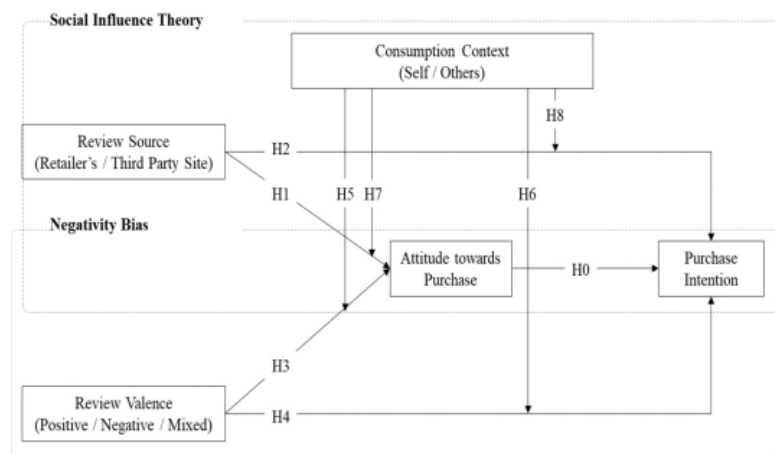 Social Influence Theory
Consumption Context
(Self / Others)
H8
Review Source
(Retailer's / Third Party Site)
H2
H1
H5
H7
H6
Negativity Bias
Attitude towards
Purchase
H0
Purchase
Intention
H3
Review Valence
(Positive / Negative / Mixed)
H4